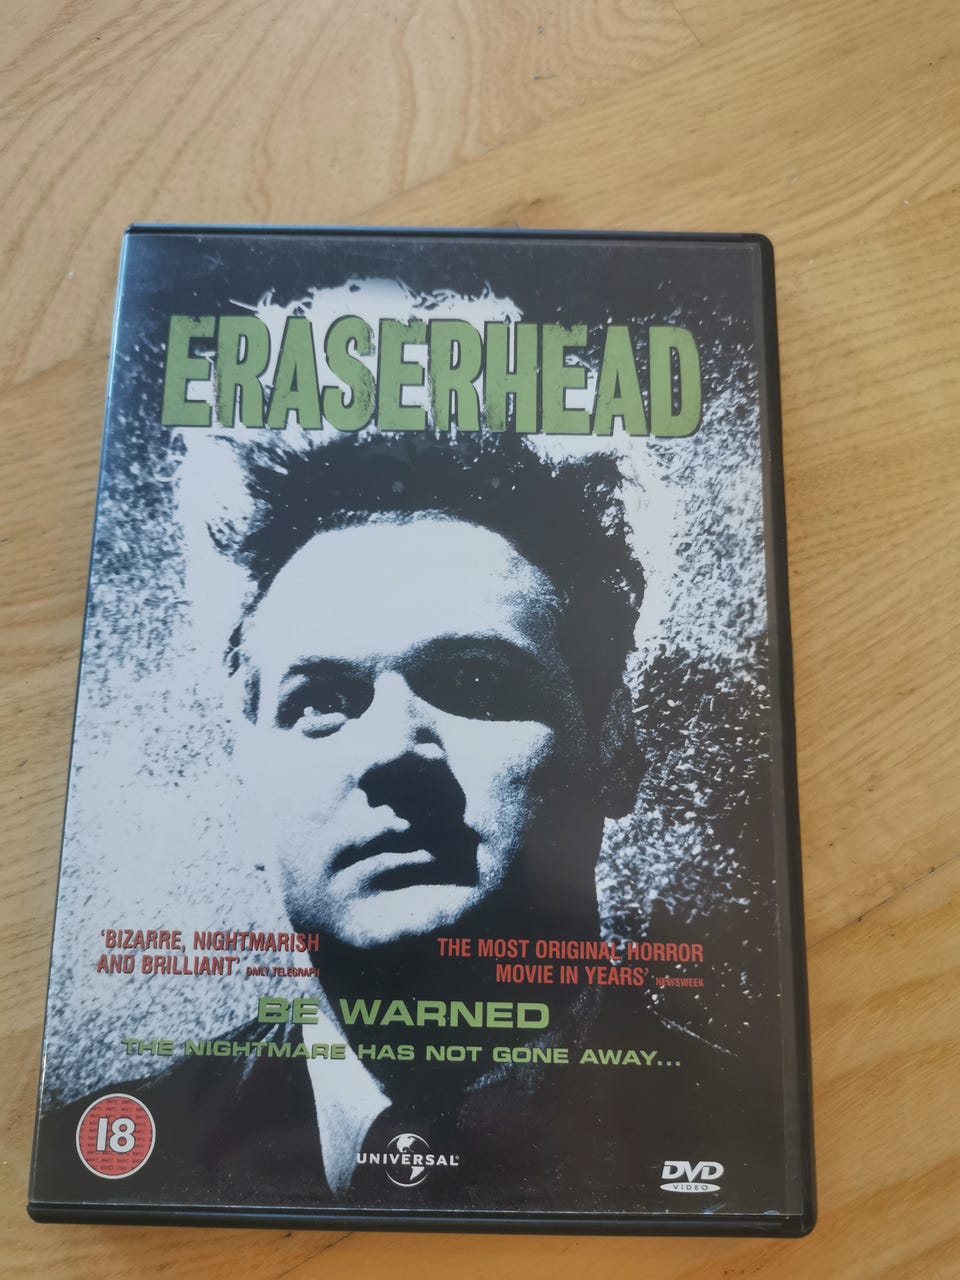 ERASERHEAD
'BIZARRE, NIGHTMARISH
AND BRILLIANT' DAILY TELEGRAPH
THE MOST ORIGINAL HORROR
MOVIE IN YEARS' NEWSWEEK
BE WARNED
THE NIGHTMARE HAS NOT GONE AWAY...
18
UNIVERSAL
DVD
VIDEO